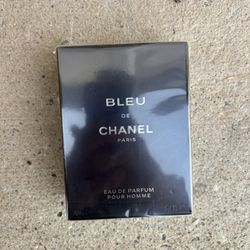 BLEU
DE
CHANEL
PARIS
EAU DE PARFUM
POUR HOMME